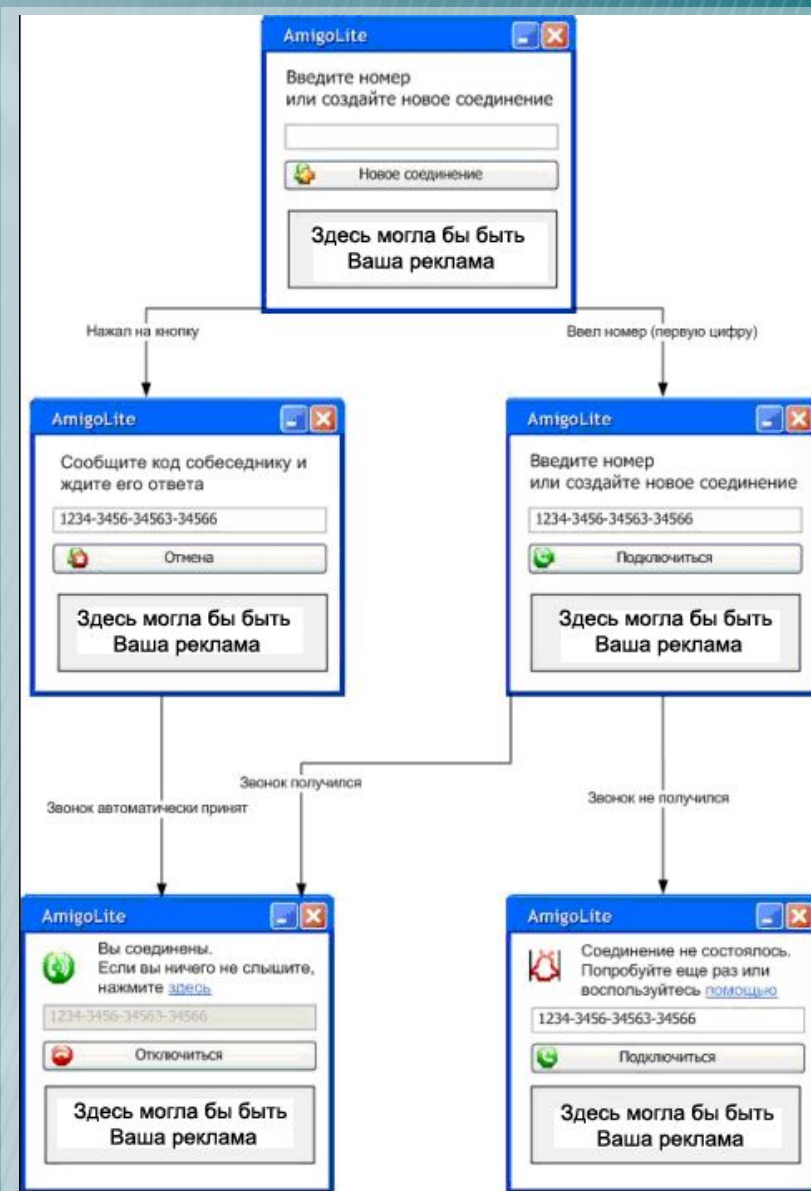 AmigoLite
Введите номер
или создайте новое соединение
Новое соединение
Здесь могла бы быть
Ваша реклама
Нажал на кнопку
Ввел номер (первую цифру)
AmigoLite
Сообщите код собеседнику и
ждите его ответа
1234-3456-34563-34566
Отмена
Здесь могла бы быть
Ваша реклама
AmigoLite
Введите номер
или создайте новое соединение
1234-3456-34563-34566
Подключиться
Здесь могла бы быть
Ваша реклама
Звонок автоматически принят
Звонок получился
Звонок не получился
AmigoLite
Вы соединены.
Если вы ничего не слышите,
нажмите здесь
1234-3456-34563-34566
Отключиться
Здесь могла бы быть
Ваша реклама
AmigoLite
Соединение не состоялось.
Попробуйте еще раз или
воспользуйтесь помощью
1234-3456-34563-34566
Подключиться
Здесь могла бы быть
Ваша реклама